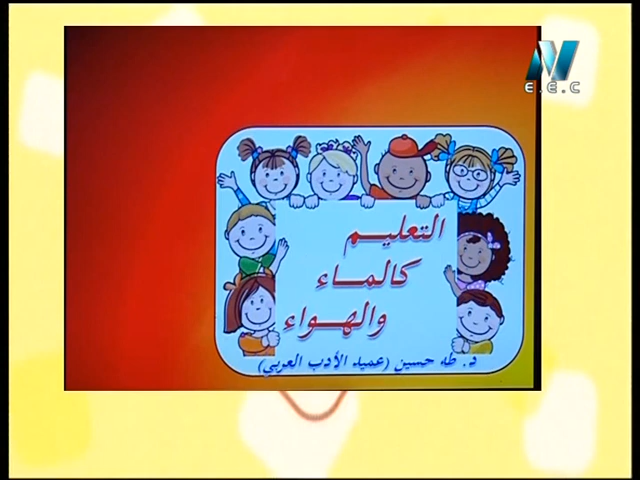 E.E.C
التعليم
كالماء
والهواء
د. طه حسين (عميد الأدب العربي)